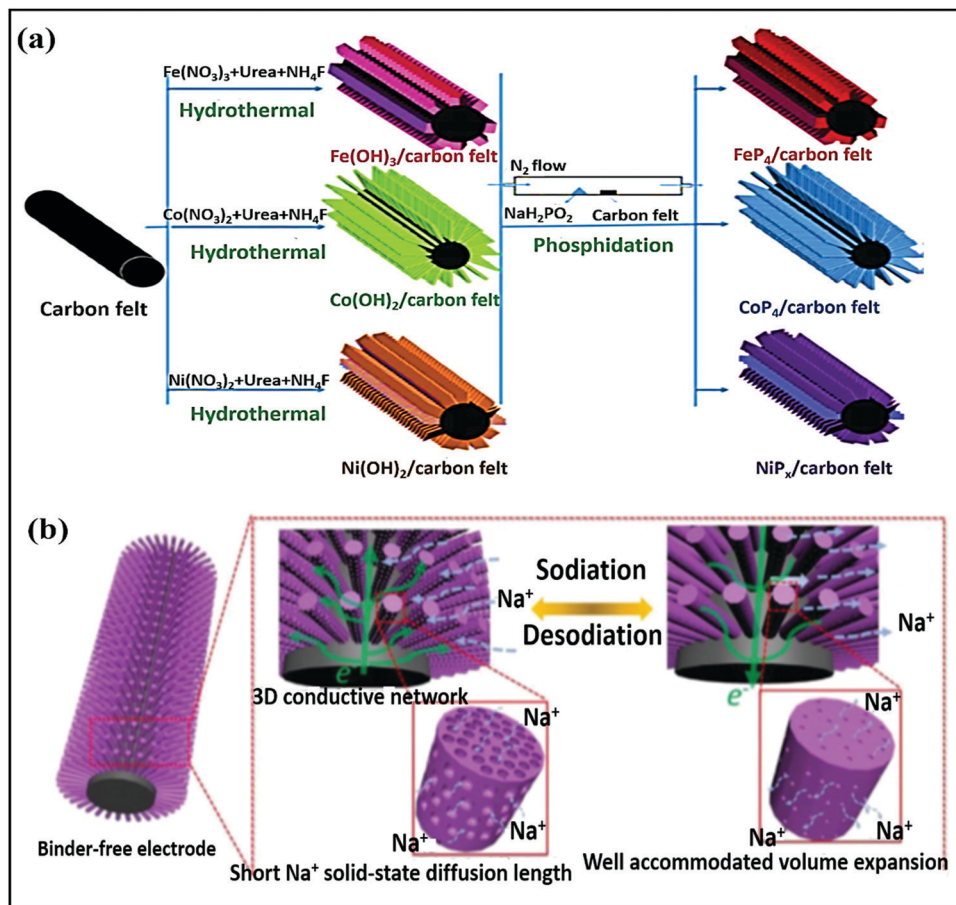 (a)
Fe(NO₃)₃+Urea+NH₄F
Hydrothermal
Fe(OH)₃/carbon felt
FeP₄/carbon felt
N₂ flow
Co(NO₃)₂+Urea+NH₄F
NaH₂PO₂
Carbon felt
Hydrothermal
Phosphidation
Carbon felt
Co(OH)₂/carbon felt
CoP₄/carbon felt
Ni(NO₃)₂+Urea+NH₄F
Hydrothermal
Ni(OH)₂/carbon felt
NiPₓ/carbon felt
(b)
Sodiation
Na⁺
Desodiation
Na⁺
e⁻
e⁻
3D conductive network
Na⁺
Na⁺
Na⁺
Na⁺
Na⁺
Na⁺
Binder-free electrode
Short Na⁺ solid-state diffusion length
Well accommodated volume expansion